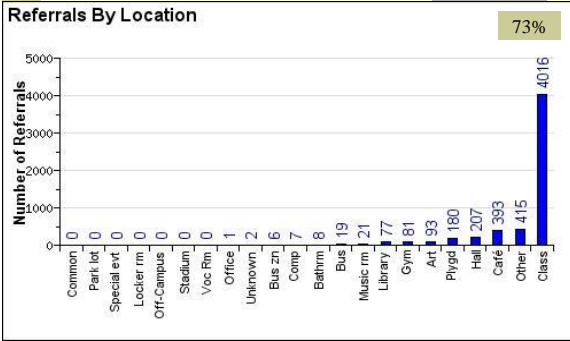 Referrals By Location
73%
Number of Referrals
5000
4000
3000
2000
1000
0
0
0
0
0
0
0
0
1
2
6
7
8
19
21
77
81
93
180
207
393
415
4016
Common
Park lot
Special evt
Locker rm
Off-Campus
Stadium
Voc Rm
Office
Unknown
Bus zn
Comp
Bathrm
Bus
Music rm
Library
Gym
Art
Plygd
Hall
Café
Other
Class